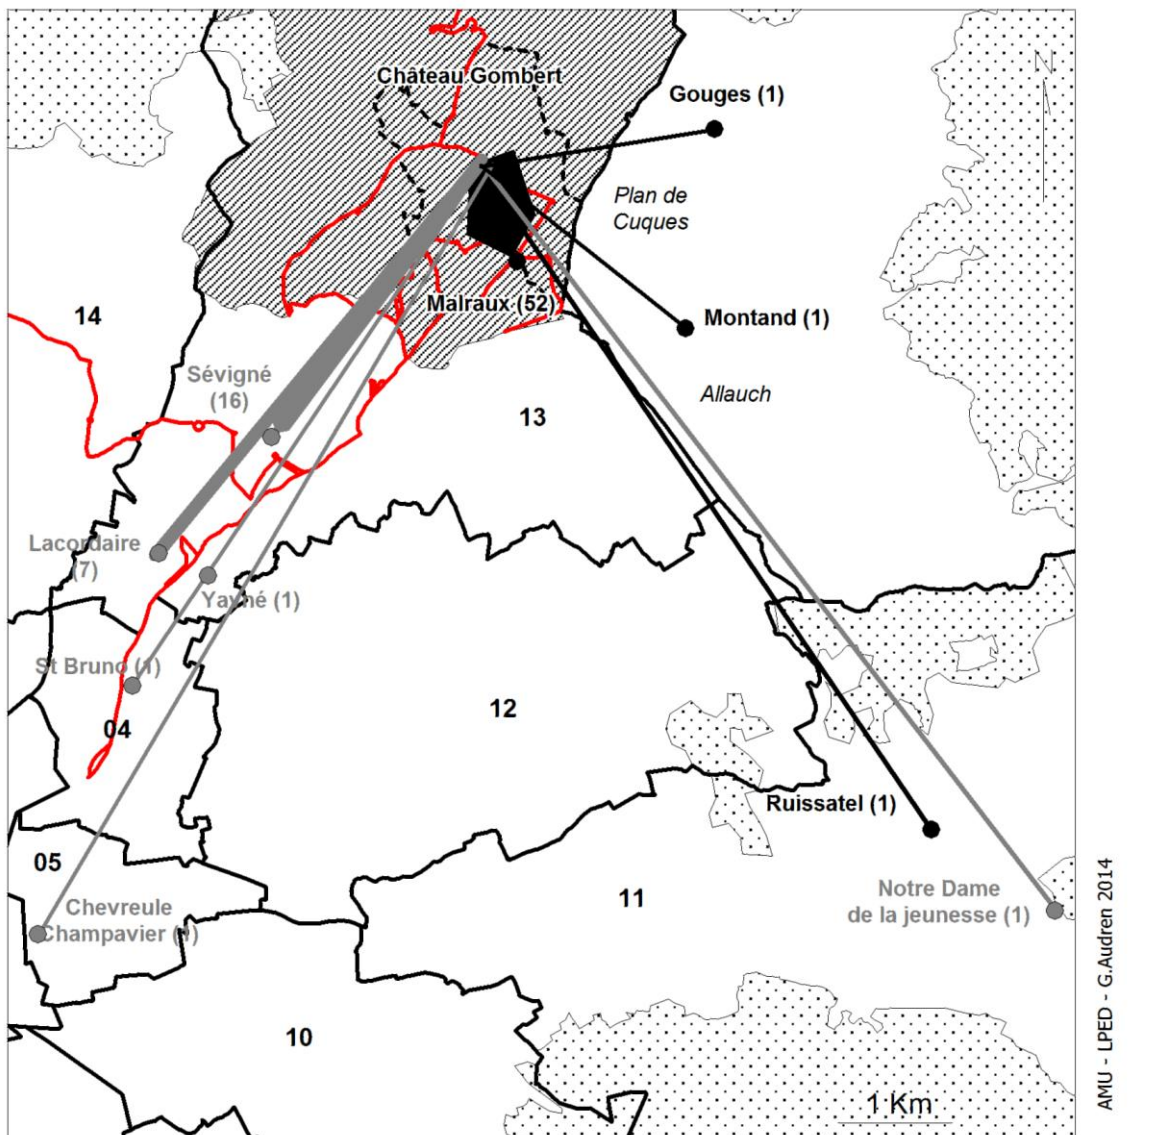 N
Château Gombert
Gouges (1)
Plan de
Cuques
14
Malraux (52)
Montand (1)
Sévigné
(16)
Allauch
13
Lacordaire
(7)
Yavné (1)
St Bruno (1)
12
04
Ruissatel (1)
05
11
Notre Dame
de la jeunesse (1)
Chevreule
Champavier (1)
10
1 Km
AMU - LPED - G.Audren 2014